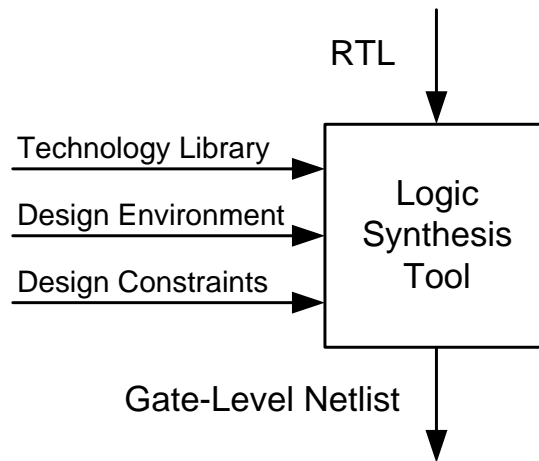 RTL
Technology Library
Design Environment
Design Constraints
Logic
Synthesis
Tool
Gate-Level Netlist